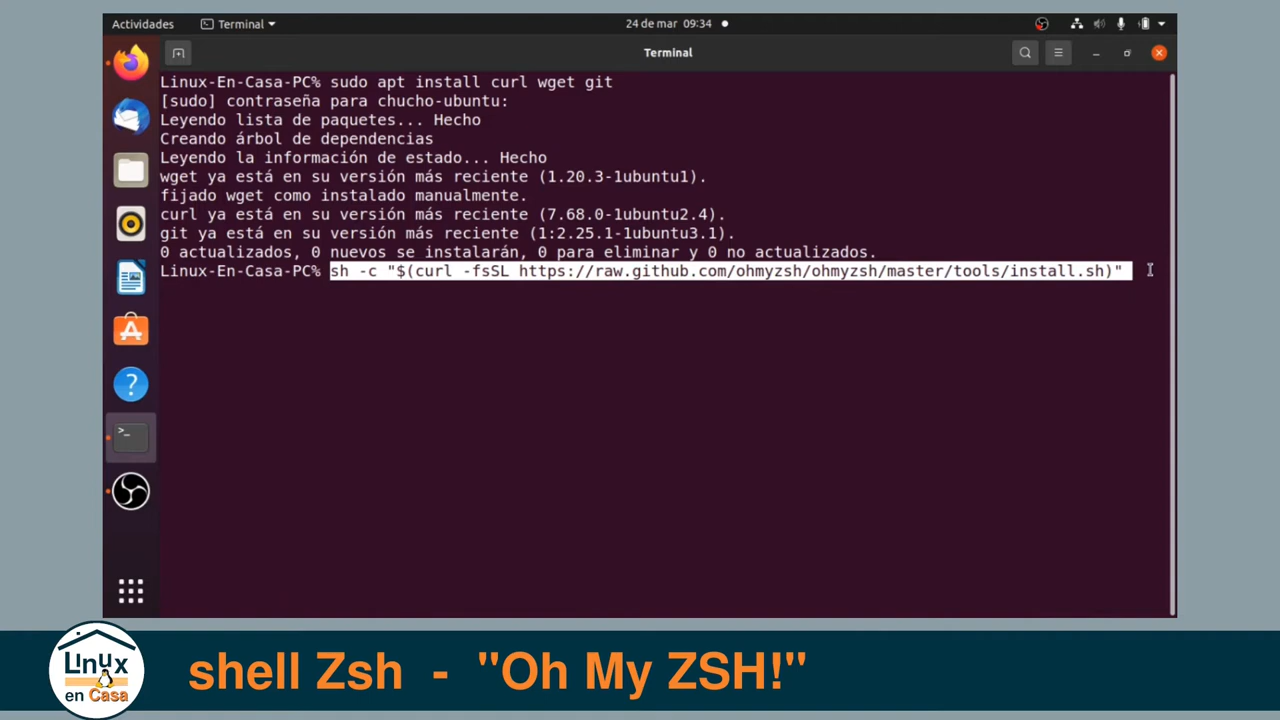 Actividades
Terminal
24 de mar 09:34
Terminal
Linux-En-Casa-PC% sudo apt install curl wget git
[sudo] contraseña para chucho-ubuntu:
Leyendo lista de paquetes... Hecho
Creando árbol de dependencias
Leyendo la información de estado... Hecho
wget ya está en su versión más reciente (1.20.3-1ubuntu1).
fijado wget como instalado manualmente.
curl ya está en su versión más reciente (7.68.0-1ubuntu2.4).
git ya está en su versión más reciente (1:2.25.1-1ubuntu3.1).
0 actualizados, 0 nuevos se instalarán, 0 para eliminar y 0 no actualizados.
Linux-En-Casa-PC% sh -c "$(curl -fsSL https://raw.github.com/ohmyzsh/ohmyzsh/master/tools/install.sh)"
Linux
en Casa
shell Zsh - "Oh My ZSH!"